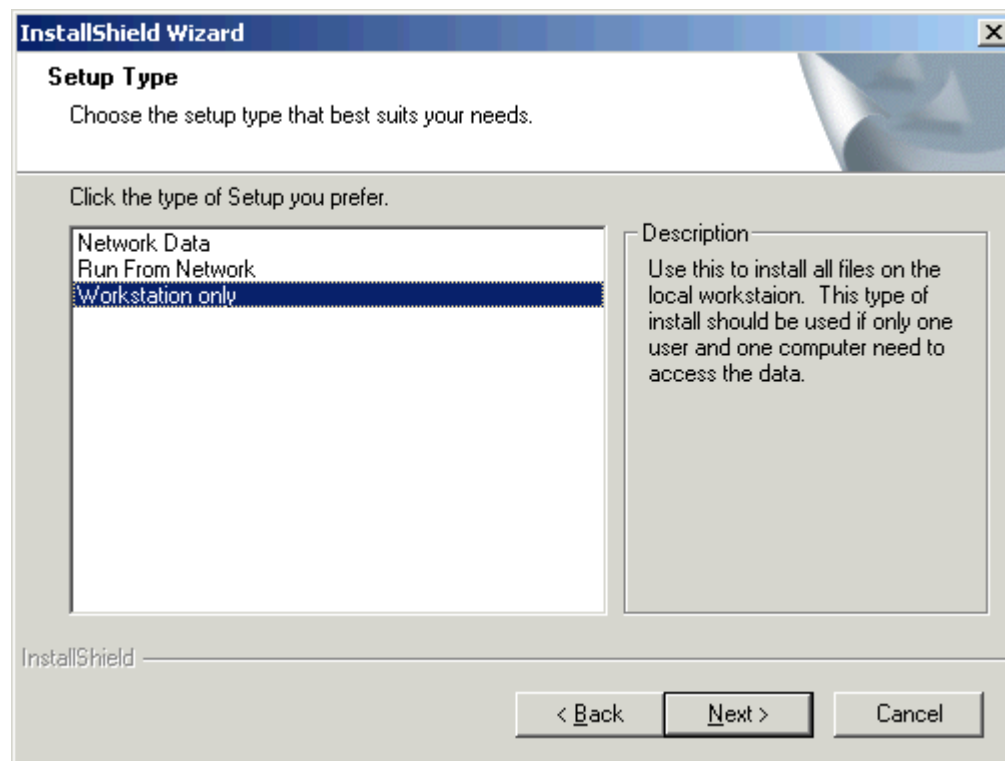 InstallShield Wizard
Setup Type
Choose the setup type that best suits your needs.
Click the type of Setup you prefer.
Network Data
Run From Network
Workstation only
Description
Use this to install all files on the
local workstaion.  This type of
install should be used if only one
user and one computer need to
access the data.
InstallShield
< Back
Next >
Cancel